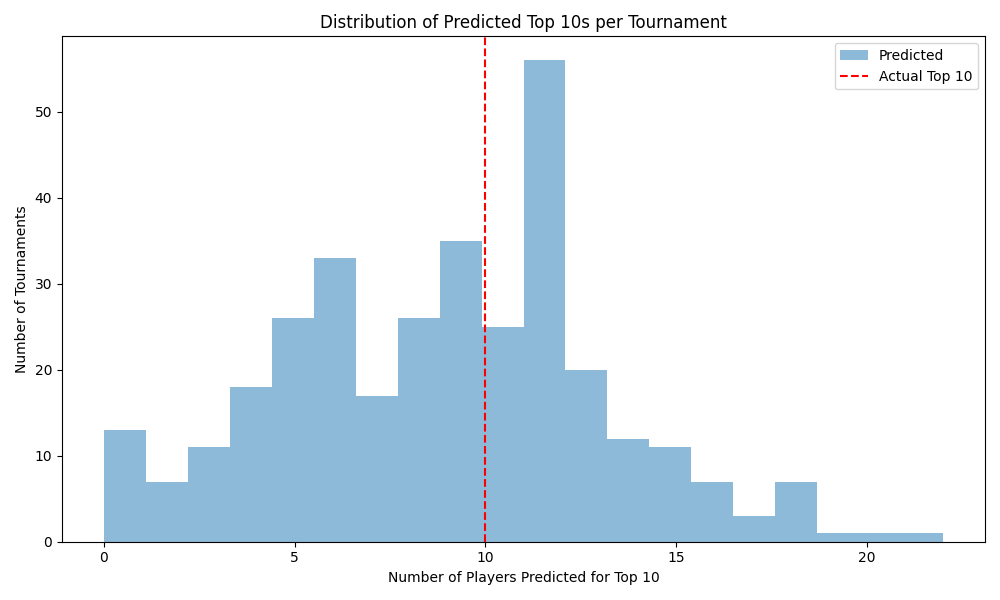 Distribution of Predicted Top 10s per Tournament
Predicted
Actual Top 10
Number of Tournaments
50
40
30
20
10
0
0 5 10 15 20
Number of Players Predicted for Top 10